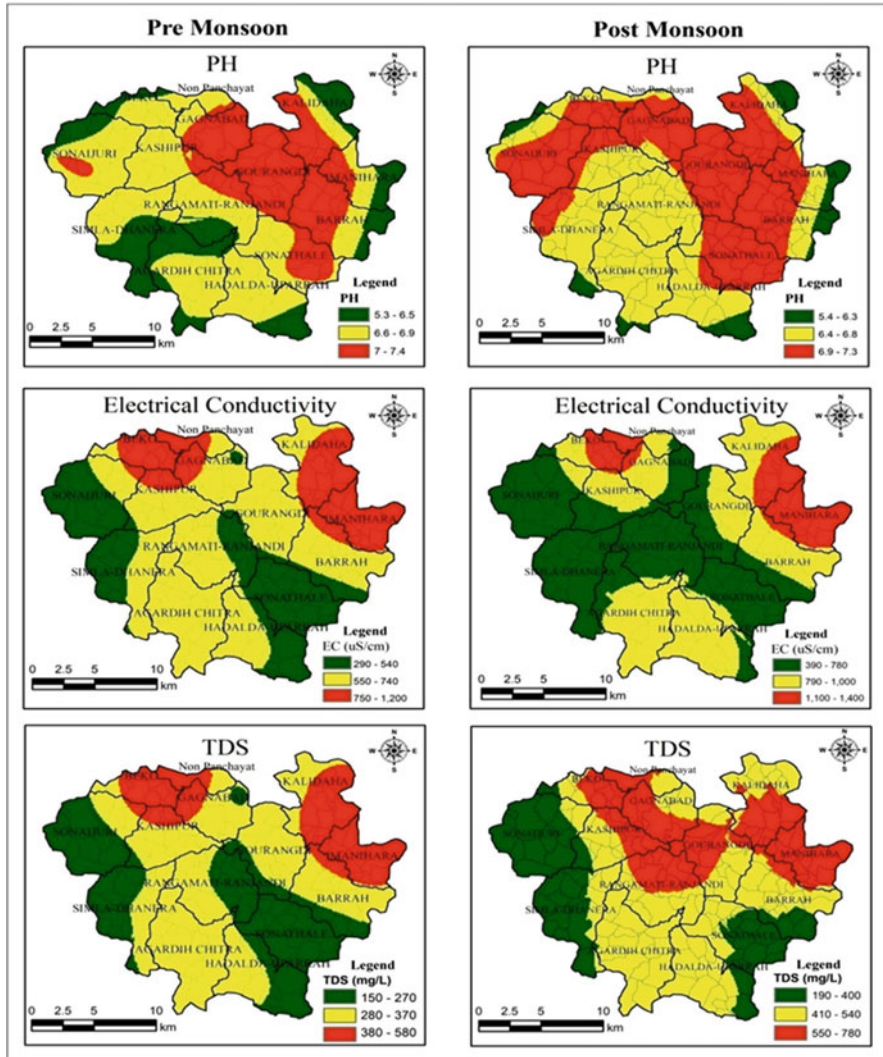 Pre Monsoon
PH
Non Panchayat
N
W E
S
BEKO
KALIDAHA
GAGNABAD
SONAIJURI
KASHIPUR
GOURANGDI
MANIHARA
RANGAMATI-RANJANDI
BARRAH
SIMLA-DHANERA
SONATHALE
AGARDIH CHITRA
HADALDA-UPARRAH
Legend
PH
5.3 - 6.5
6.6 - 6.9
7 - 7.4
0 2.5 5 10
km
Post Monsoon
PH
Non Panchayat
N
W E
S
BEKO
KALIDAHA
GAGNABAD
SONAIJURI
KASHIPUR
GOURANGDI
MANIHARA
RANGAMATI-RANJANDI
BARRAH
SIMLA-DHANERA
SONATHALE
AGARDIH CHITRA
HADALDA-UPARRAH
Legend
PH
5.4 - 6.3
6.4 - 6.8
6.9 - 7.3
0 2.5 5 10
km
Electrical Conductivity
Non Panchayat
N
W E
S
BEKO
KALIDAHA
GAGNABAD
SONAIJURI
KASHIPUR
GOURANGDI
MANIHARA
RANGAMATI-RANJANDI
BARRAH
SIMLA-DHANERA
SONATHALE
AGARDIH CHITRA
HADALDA-UPARRAH
Legend
EC (uS/cm)
290 - 540
550 - 740
750 - 1,200
0 2.5 5 10
km
Electrical Conductivity
Non Panchayat
N
W E
S
BEKO
KALIDAHA
GAGNABAD
SONAIJURI
KASHIPUR
GOURANGDI
MANIHARA
RANGAMATI-RANJANDI
BARRAH
SIMLA-DHANERA
SONATHALE
AGARDIH CHITRA
HADALDA-UPARRAH
Legend
EC (uS/cm)
390 - 780
790 - 1,000
1,100 - 1,400
0 2.5 5 10
km
TDS
Non Panchayat
N
W E
S
BEKO
KALIDAHA
GAGNABAD
SONAIJURI
KASHIPUR
GOURANGDI
MANIHARA
RANGAMATI-RANJANDI
BARRAH
SIMLA-DHANERA
SONATHALE
AGARDIH CHITRA
HADALDA-UPARRAH
Legend
TDS (mg/L)
150 - 270
280 - 370
380 - 580
0 2.5 5 10
km
TDS
Non Panchayat
N
W E
S
BEKO
KALIDAHA
GAGNABAD
SONAIJURI
KASHIPUR
GOURANGDI
MANIHARA
RANGAMATI-RANJANDI
BARRAH
SIMLA-DHANERA
SONATHALE
AGARDIH CHITRA
HADALDA-UPARRAH
Legend
TDS (mg/L)
190 - 400
410 - 540
550 - 780
0 2.5 5 10
km